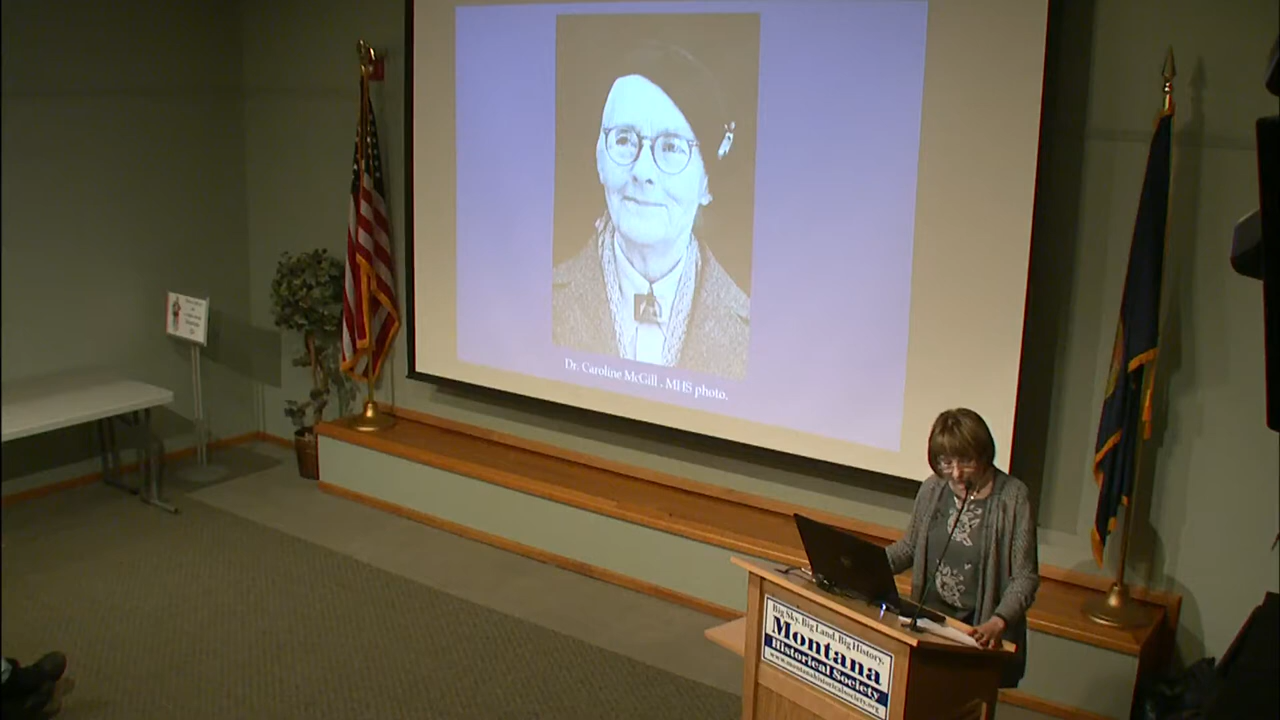 Dr. Caroline McGill , MHS photo.
Big Sky. Big Land. Big History.
Montana
Historical Society
www.montanahistoricalsociety.org